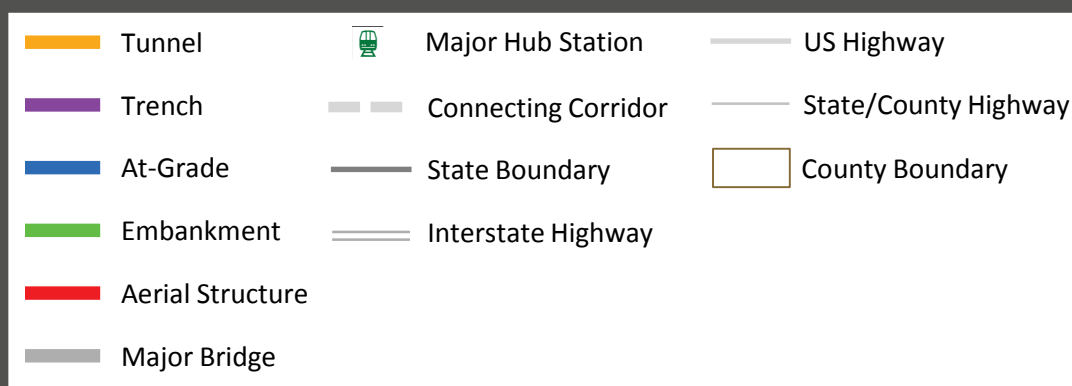 Tunnel
Trench
At-Grade
Embankment
Aerial Structure
Major Bridge
Major Hub Station
Connecting Corridor
State Boundary
Interstate Highway
US Highway
State/County Highway
County Boundary